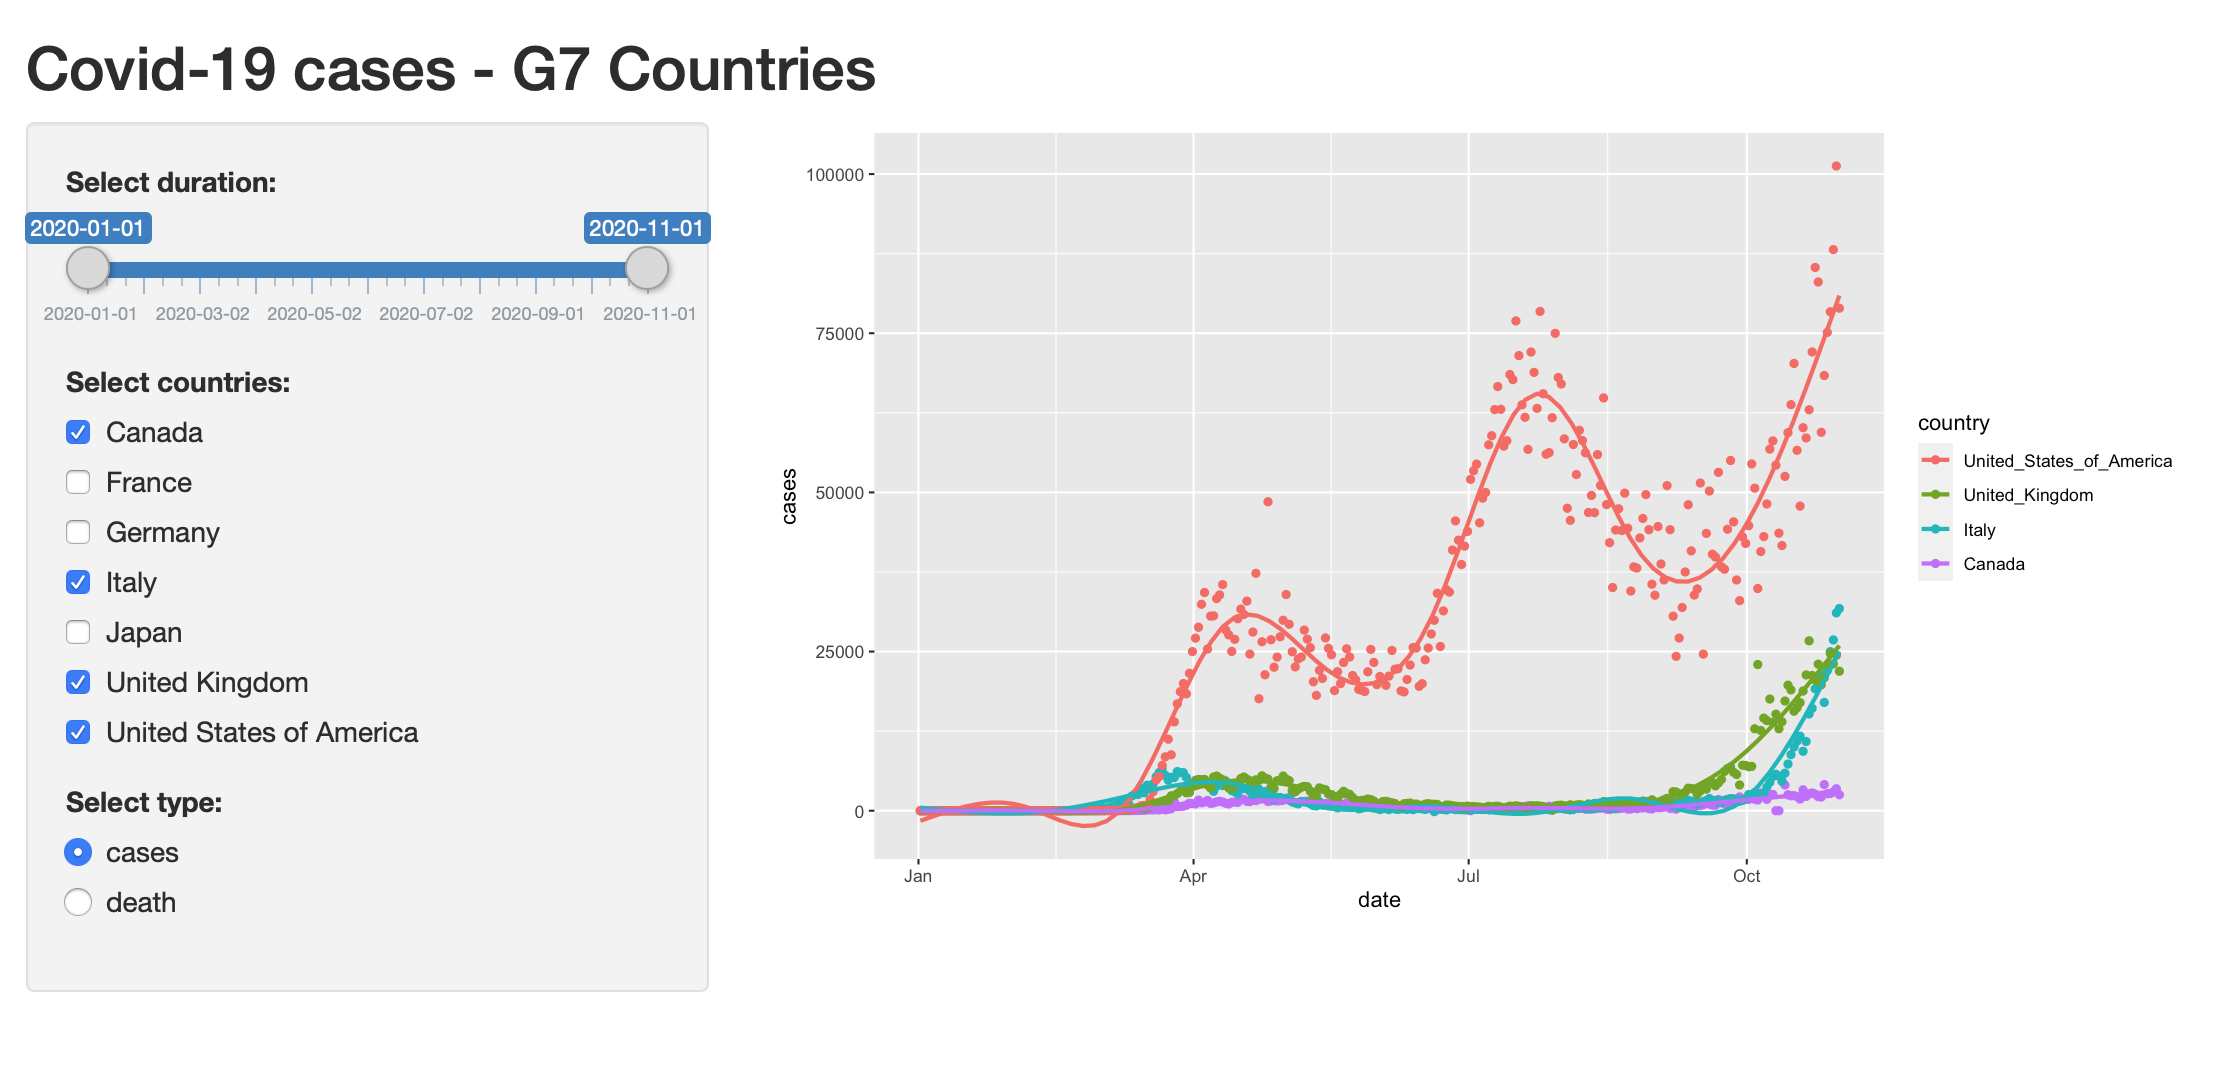 Covid-19 cases - G7 Countries
Select duration:
2020-01-01 2020-11-01
2020-01-01 2020-03-02 2020-05-02 2020-07-02 2020-09-01 2020-11-01
Select countries:
Canada
France
Germany
Italy
Japan
United Kingdom
United States of America
Select type:
cases
death
100000
75000
50000
25000
0
cases
Jan Apr Jul Oct
date
country
United_States_of_America
United_Kingdom
Italy
Canada